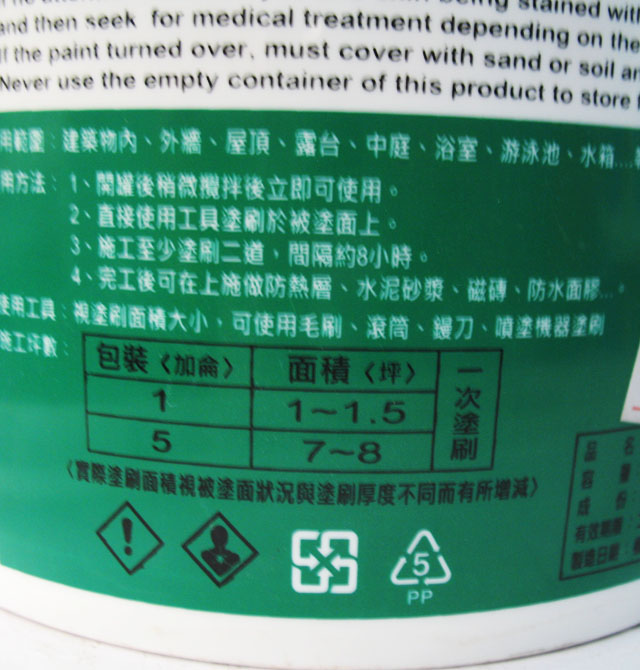 being stained with
and then seek for medical treatment depending on the
if the paint turned over, must cover with sand or soil
Never use the empty container of this product to store
用範圍：建築物內、外牆、屋頂、露台、中庭、浴室、游泳池、水箱...
用方法：1、開罐後稍微攪拌後立即可使用。
2、直接使用工具塗刷於被塗面上。
3、施工至少塗刷二道，間隔約8小時。
4、完工後可在上施做防熱層、水泥砂漿、磁磚、防水面膠...。
使用工具：視塗刷面積大小，可使用毛刷、滾筒、鏝刀、噴塗機器塗刷
施工坪數：
包裝〈加侖〉 面積〈坪〉 一次塗刷
1 1～1.5
5 7～8
〈實際塗刷面積視被塗面狀況與塗刷厚度不同而有所增減〉
品 名
容 量
成 份
有效期限
製造日期：
5
PP